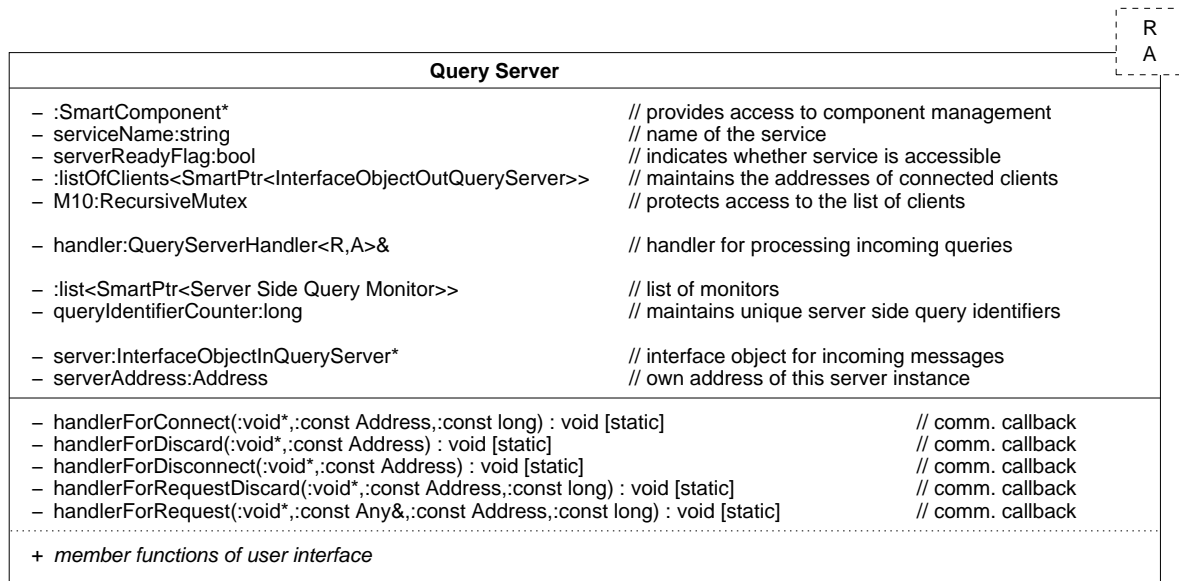 R
A
Query Server
– :SmartComponent* // provides access to component management
– serviceName:string // name of the service
– serverReadyFlag:bool // indicates whether service is accessible
– :listOfClients<SmartPtr<InterfaceObjectOutQueryServer>> // maintains the addresses of connected clients
– M10:RecursiveMutex // protects access to the list of clients
– handler:QueryServerHandler<R,A>& // handler for processing incoming queries
– :list<SmartPtr<Server Side Query Monitor>> // list of monitors
– queryIdentifierCounter:long // maintains unique server side query identifiers
– server:InterfaceObjectInQueryServer* // interface object for incoming messages
– serverAddress:Address // own address of this server instance
– handlerForConnect(:void*,:const Address,:const long) : void [static] // comm. callback
– handlerForDiscard(:void*,:const Address) : void [static] // comm. callback
– handlerForDisconnect(:void*,:const Address) : void [static] // comm. callback
– handlerForRequestDiscard(:void*,:const Address,:const long) : void [static] // comm. callback
– handlerForRequest(:void*,:const Any&,:const Address,:const long) : void [static] // comm. callback
+ member functions of user interface